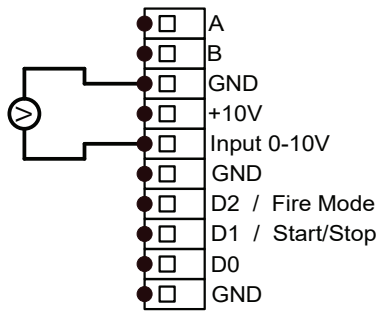 A
B
GND
+10V
V
Input 0-10V
GND
D2 / Fire Mode
D1 / Start/Stop
D0
GND